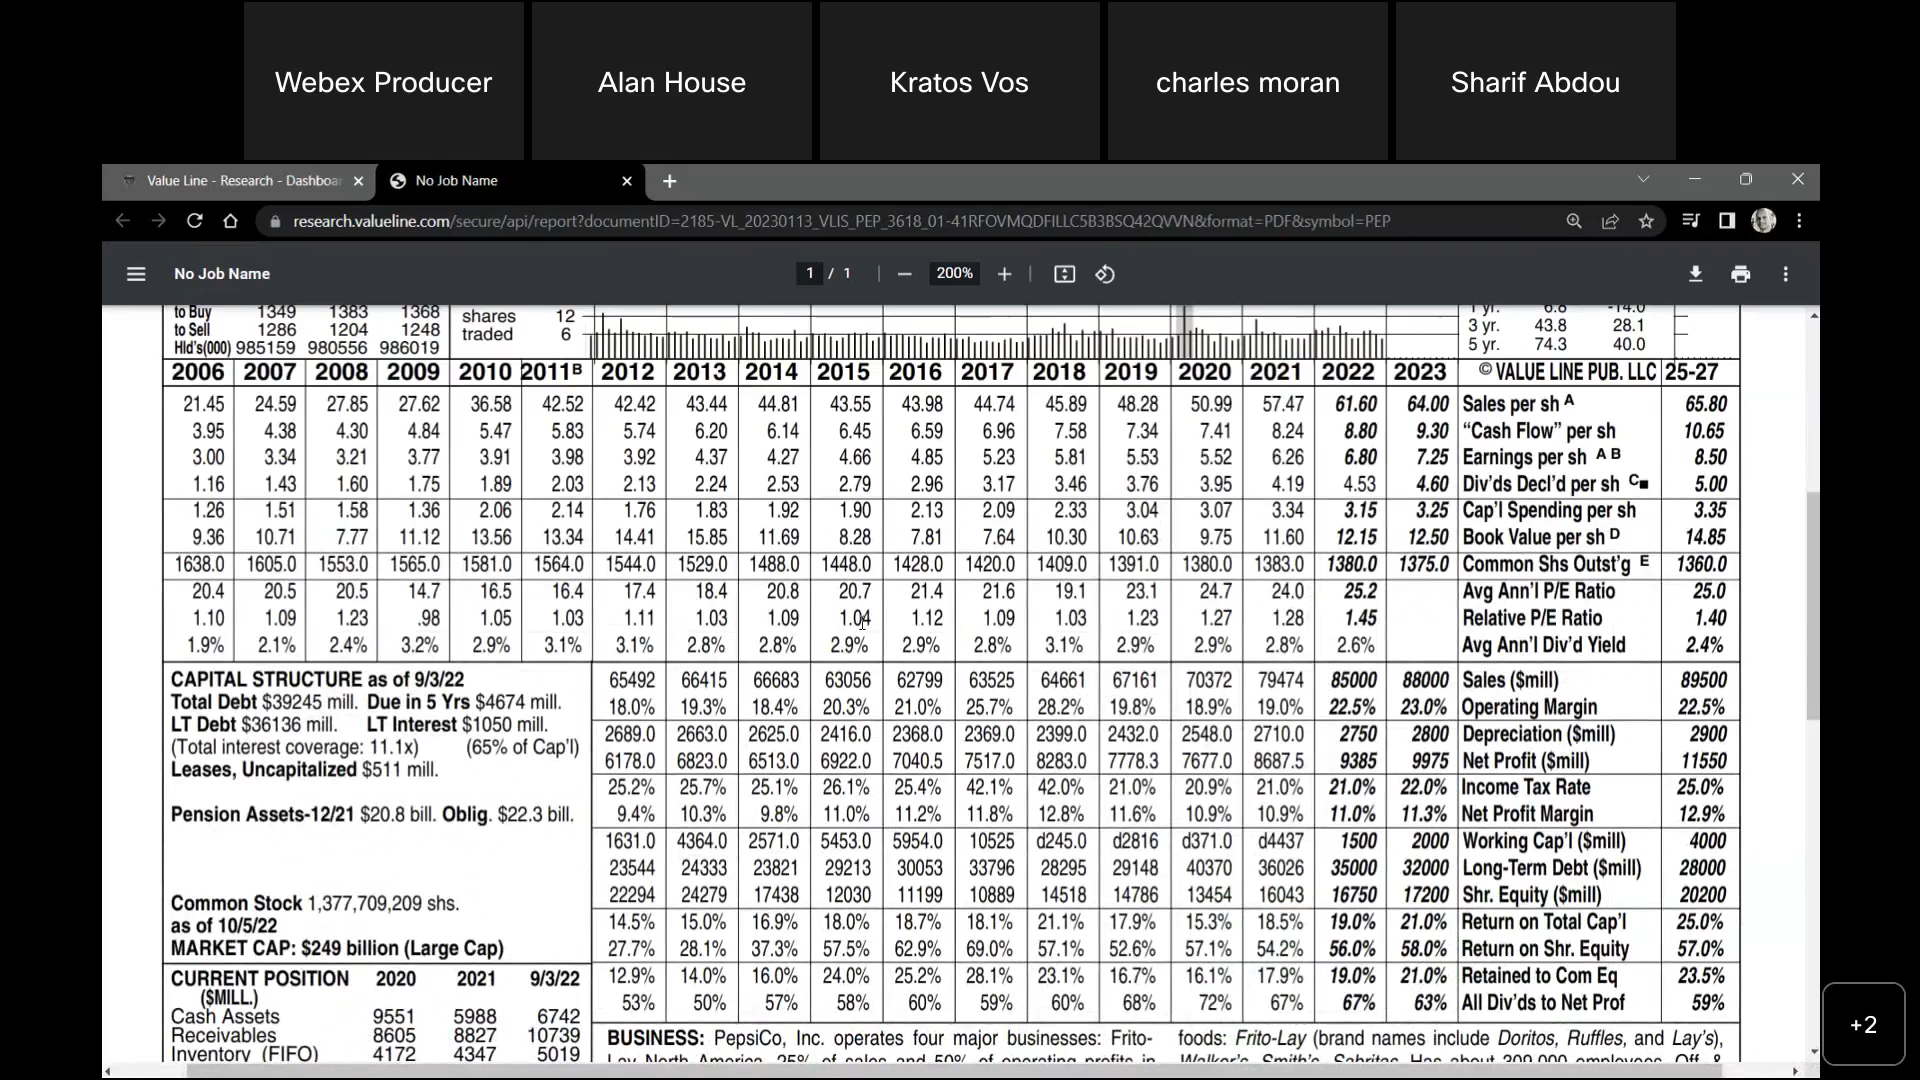 Webex Producer
Alan House
Kratos Vos
charles moran
Sharif Abdou
Value Line - Research - Dashboar
No Job Name
research.valueline.com/secure/api/report?documentID=2185-VL_20230113_VLIS_PEP_3618_01-41RFOVMQDFILLC5B3BSQ42QVVN&format=PDF&symbol=PEP
No Job Name
1 / 1
200%
to Buy 1349 1383 1368
to Sell 1286 1204 1248
Hld's(000) 985159 980556 986019
shares 12
traded 6
3 yr. 43.8 28.1
5 yr. 74.3 40.0
2006 2007 2008 2009 2010 2011B 2012 2013 2014 2015 2016 2017 2018 2019 2020 2021 2022 2023 © VALUE LINE PUB. LLC 25-27
21.45 24.59 27.85 27.62 36.58 42.52 42.42 43.44 44.81 43.55 43.98 44.74 45.89 48.28 50.99 57.47 61.60 64.00 Sales per sh A 65.80
3.95 4.38 4.30 4.84 5.47 5.83 5.74 6.20 6.14 6.45 6.59 6.96 7.58 7.34 7.41 8.24 8.80 9.30 “Cash Flow” per sh 10.65
3.00 3.34 3.21 3.77 3.91 3.98 3.92 4.37 4.27 4.66 4.85 5.23 5.81 5.53 5.52 6.26 6.80 7.25 Earnings per sh A B 8.50
1.16 1.43 1.60 1.75 1.89 2.03 2.13 2.24 2.53 2.79 2.96 3.17 3.46 3.76 3.95 4.19 4.53 4.60 Div'ds Decl'd per sh C■ 5.00
1.26 1.51 1.58 1.36 2.06 2.14 1.76 1.83 1.92 1.90 2.13 2.09 2.33 3.04 3.07 3.34 3.15 3.25 Cap'l Spending per sh 3.35
9.36 10.71 7.77 11.12 13.56 13.34 14.41 15.85 11.69 8.28 7.81 7.64 10.30 10.63 9.75 11.60 12.15 12.50 Book Value per sh D 14.85
1638.0 1605.0 1553.0 1565.0 1581.0 1564.0 1544.0 1529.0 1488.0 1448.0 1428.0 1420.0 1409.0 1391.0 1380.0 1383.0 1380.0 1375.0 Common Shs Outst'g E 1360.0
20.4 20.5 20.5 14.7 16.5 16.4 17.4 18.4 20.8 20.7 21.4 21.6 19.1 23.1 24.7 24.0 25.2 Avg Ann'l P/E Ratio 25.0
1.10 1.09 1.23 .98 1.05 1.03 1.11 1.03 1.09 1.04 1.12 1.09 1.03 1.23 1.27 1.28 1.45 Relative P/E Ratio 1.40
1.9% 2.1% 2.4% 3.2% 2.9% 3.1% 3.1% 2.8% 2.8% 2.9% 2.9% 2.8% 3.1% 2.9% 2.9% 2.8% 2.6% Avg Ann'l Div'd Yield 2.4%
CAPITAL STRUCTURE as of 9/3/22
Total Debt $39245 mill. Due in 5 Yrs $4674 mill.
LT Debt $36136 mill. LT Interest $1050 mill.
(Total interest coverage: 11.1x) (65% of Cap'l)
Leases, Uncapitalized $511 mill.
Pension Assets-12/21 $20.8 bill. Oblig. $22.3 bill.
Common Stock 1,377,709,209 shs.
as of 10/5/22
MARKET CAP: $249 billion (Large Cap)
CURRENT POSITION 2020 2021 9/3/22
($MILL.)
Cash Assets 9551 5988 6742
Receivables 8605 8827 10739
Inventory (FIFO) 4172 4347 5019
65492 66415 66683 63056 62799 63525 64661 67161 70372 79474 85000 88000 Sales ($mill) 89500
18.0% 19.3% 18.4% 20.3% 21.0% 25.7% 28.2% 19.8% 18.9% 19.0% 22.5% 23.0% Operating Margin 22.5%
2689.0 2663.0 2625.0 2416.0 2368.0 2369.0 2399.0 2432.0 2548.0 2710.0 2750 2800 Depreciation ($mill) 2900
6178.0 6823.0 6513.0 6922.0 7040.5 7517.0 8283.0 7778.3 7677.0 8687.5 9385 9975 Net Profit ($mill) 11550
25.2% 25.7% 25.1% 26.1% 25.4% 42.1% 42.0% 21.0% 20.9% 21.0% 21.0% 22.0% Income Tax Rate 25.0%
9.4% 10.3% 9.8% 11.0% 11.2% 11.8% 12.8% 11.6% 10.9% 10.9% 11.0% 11.3% Net Profit Margin 12.9%
1631.0 4364.0 2571.0 5453.0 5954.0 10525 d245.0 d2816 d371.0 d4437 1500 2000 Working Cap'l ($mill) 4000
23544 24333 23821 29213 30053 33796 28295 29148 40370 36026 35000 32000 Long-Term Debt ($mill) 28000
22294 24279 17438 12030 11199 10889 14518 14786 13454 16043 16750 17200 Shr. Equity ($mill) 20200
14.5% 15.0% 16.9% 18.0% 18.7% 18.1% 21.1% 17.9% 15.3% 18.5% 19.0% 21.0% Return on Total Cap'l 25.0%
27.7% 28.1% 37.3% 57.5% 62.9% 69.0% 57.1% 52.6% 57.1% 54.2% 56.0% 58.0% Return on Shr. Equity 57.0%
12.9% 14.0% 16.0% 24.0% 25.2% 28.1% 23.1% 16.7% 16.1% 17.9% 19.0% 21.0% Retained to Com Eq 23.5%
53% 50% 57% 58% 60% 59% 60% 68% 72% 67% 67% 63% All Div'ds to Net Prof 59%
BUSINESS: PepsiCo, Inc. operates four major businesses: Frito-
foods: Frito-Lay (brand names include Doritos, Ruffles, and Lay's),
+2